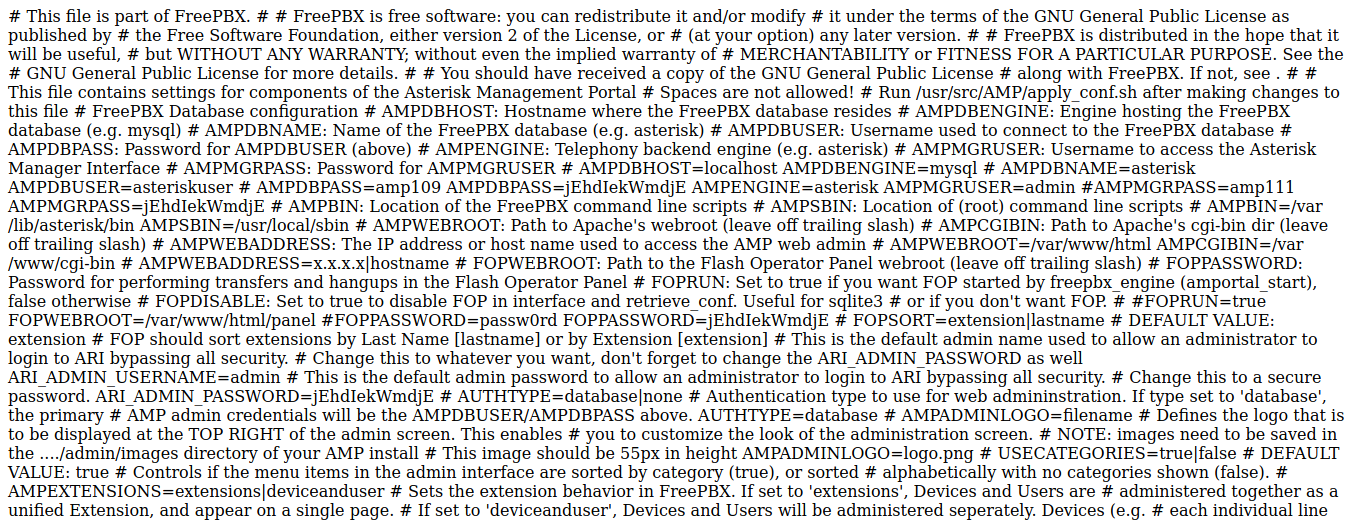 # This file is part of FreePBX. # # FreePBX is free software: you can redistribute it and/or modify # it under the terms of the GNU General Public License as
published by # the Free Software Foundation, either version 2 of the License, or # (at your option) any later version. # # FreePBX is distributed in the hope that it
will be useful, # but WITHOUT ANY WARRANTY; without even the implied warranty of # MERCHANTABILITY or FITNESS FOR A PARTICULAR PURPOSE. See the
# GNU General Public License for more details. # # You should have received a copy of the GNU General Public License # along with FreePBX. If not, see . # #
This file contains settings for components of the Asterisk Management Portal # Spaces are not allowed! # Run /usr/src/AMP/apply_conf.sh after making changes to
this file # FreePBX Database configuration # AMPDBHOST: Hostname where the FreePBX database resides # AMPDBENGINE: Engine hosting the FreePBX
database (e.g. mysql) # AMPDBNAME: Name of the FreePBX database (e.g. asterisk) # AMPDBUSER: Username used to connect to the FreePBX database #
AMPDBPASS: Password for AMPDBUSER (above) # AMPENGINE: Telephony backend engine (e.g. asterisk) # AMPMGRUSER: Username to access the Asterisk
Manager Interface # AMPMGRPASS: Password for AMPMGRUSER # AMPDBHOST=localhost AMPDBENGINE=mysql # AMPDBNAME=asterisk
AMPDBUSER=asteriskuser # AMPDBPASS=amp109 AMPDBPASS=jEhdIekWmdjE AMPENGINE=asterisk AMPMGRUSER=admin #AMPMGRPASS=amp111
AMPMGRPASS=jEhdIekWmdjE # AMPBIN: Location of the FreePBX command line scripts # AMPSBIN: Location of (root) command line scripts # AMPBIN=/var
/lib/asterisk/bin AMPSBIN=/usr/local/sbin # AMPWEBROOT: Path to Apache's webroot (leave off trailing slash) # AMPCGIBIN: Path to Apache's cgi-bin dir (leave
off trailing slash) # AMPWEBADDRESS: The IP address or host name used to access the AMP web admin # AMPWEBROOT=/var/www/html AMPCGIBIN=/var
/www/cgi-bin # AMPWEBADDRESS=x.x.x.x|hostname # FOPWEBROOT: Path to the Flash Operator Panel webroot (leave off trailing slash) # FOPPASSWORD:
Password for performing transfers and hangups in the Flash Operator Panel # FOPRUN: Set to true if you want FOP started by freepbx_engine (amportal_start),
false otherwise # FOPDISABLE: Set to true to disable FOP in interface and retrieve_conf. Useful for sqlite3 # or if you don't want FOP. # #FOPRUN=true
FOPWEBROOT=/var/www/html/panel #FOPPASSWORD=passw0rd FOPPASSWORD=jEhdIekWmdjE # FOPSORT=extension|lastname # DEFAULT VALUE:
extension # FOP should sort extensions by Last Name [lastname] or by Extension [extension] # This is the default admin name used to allow an administrator to
login to ARI bypassing all security. # Change this to whatever you want, don't forget to change the ARI_ADMIN_PASSWORD as well
ARI_ADMIN_USERNAME=admin # This is the default admin password to allow an administrator to login to ARI bypassing all security. # Change this to a secure
password. ARI_ADMIN_PASSWORD=jEhdIekWmdjE # AUTHTYPE=database|none # Authentication type to use for web admininstration. If type set to 'database',
the primary # AMP admin credentials will be the AMPDBUSER/AMPDBPASS above. AUTHTYPE=database # AMPADMINLOGO=filename # Defines the logo that is
to be displayed at the TOP RIGHT of the admin screen. This enables # you to customize the look of the administration screen. # NOTE: images need to be saved in
the ..../admin/images directory of your AMP install # This image should be 55px in height AMPADMINLOGO=logo.png # USECATEGORIES=true|false # DEFAULT
VALUE: true # Controls if the menu items in the admin interface are sorted by category (true), or sorted # alphabetically with no categories shown (false). #
AMPEXTENSIONS=extensions|deviceanduser # Sets the extension behavior in FreePBX. If set to 'extensions', Devices and Users are # administered together as a
unified Extension, and appear on a single page. # If set to 'deviceanduser', Devices and Users will be administered seperately. Devices (e.g. # each individual line